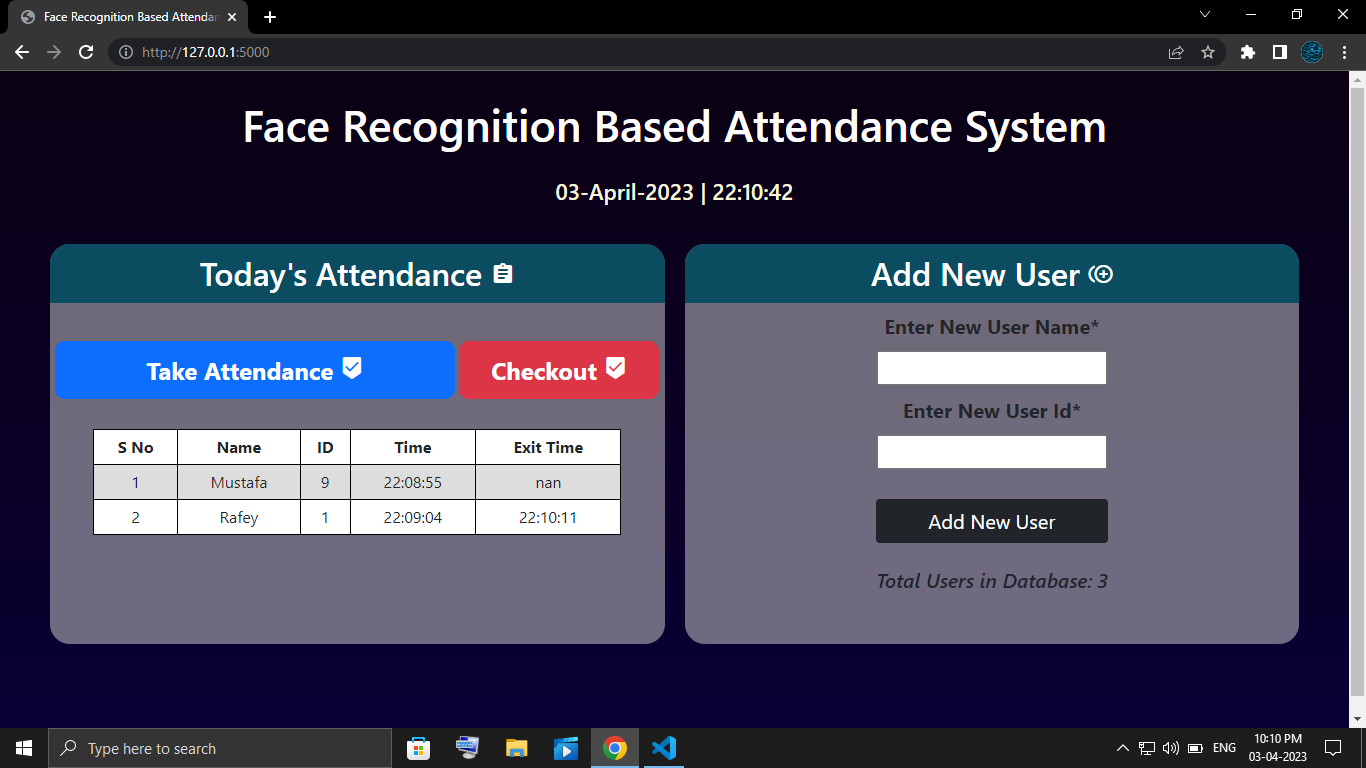 Face Recognition Based Attendan
http://127.0.0.1:5000
Face Recognition Based Attendance System
03-April-2023 | 22:10:42
Today's Attendance
Take Attendance Checkout
S No Name ID Time Exit Time
1 Mustafa 9 22:08:55 nan
2 Rafey 1 22:09:04 22:10:11
Add New User
Enter New User Name*
Enter New User Id*
Add New User
Total Users in Database: 3
Type here to search
ENG
10:10 PM
03-04-2023